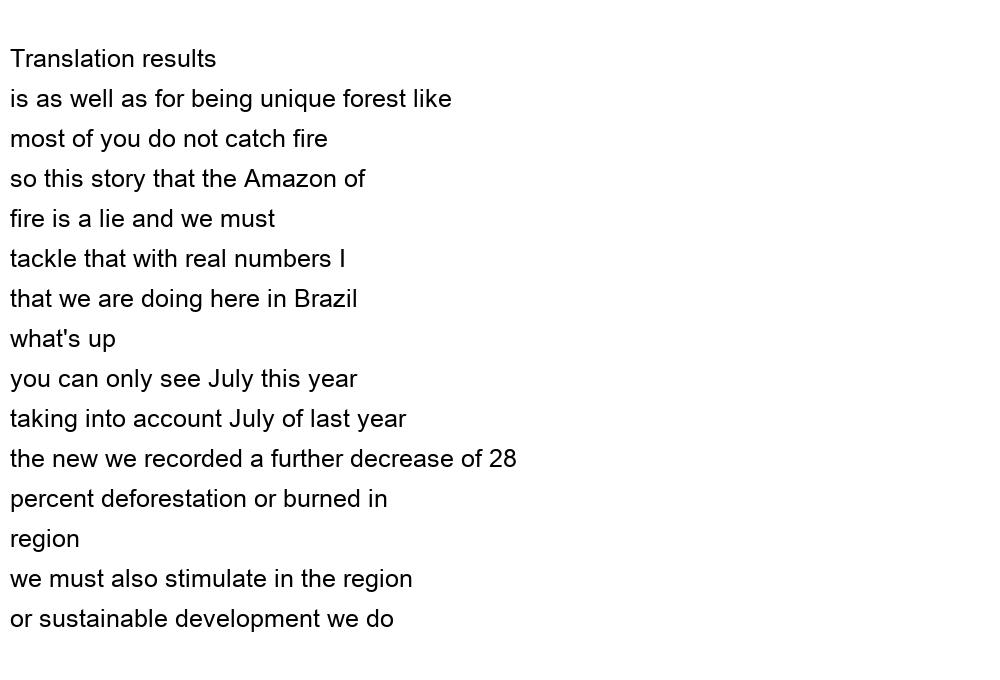 Translation results
is as well as for being unique forest like
most of you do not catch fire
so this story that the Amazon of
fire is a lie and we must
tackle that with real numbers I
that we are doing here in Brazil
what's up
you can only see July this year
taking into account July of last year
the new we recorded a further decrease of 28
percent deforestation or burned in
region
we must also stimulate in the region
or sustainable development we do